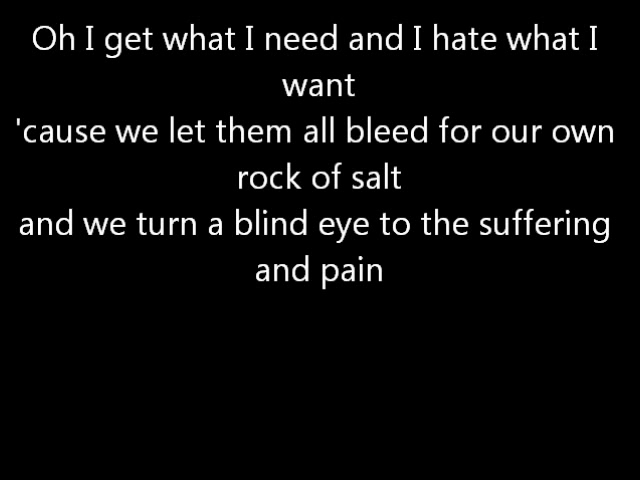 Oh I get what I need and I hate what I
want
'cause we let them all bleed for our own
rock of salt
and we turn a blind eye to the suffering
and pain